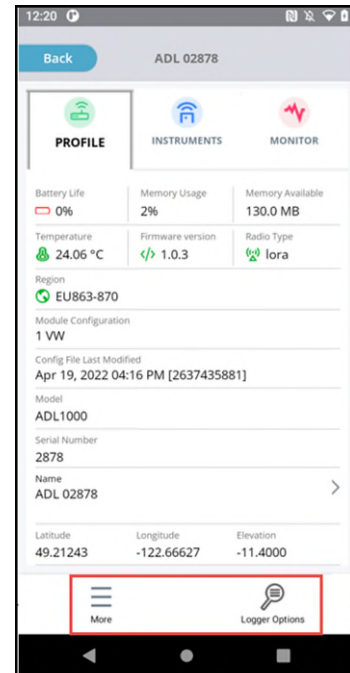 12:20
Back ADL 02878
PROFILE INSTRUMENTS MONITOR
Battery Life Memory Usage Memory Available
0% 2% 130.0 MB
Temperature Firmware version Radio Type
24.06 °C </> 1.0.3 lora
Region
EU863-870
Module Configuration
1 VW
Config File Last Modified
Apr 19, 2022 04:16 PM [2637435881]
Model
ADL1000
Serial Number
2878
Name
ADL 02878
Latitude Longitude Elevation
49.21243 -122.66627 -11.4000
More Logger Options